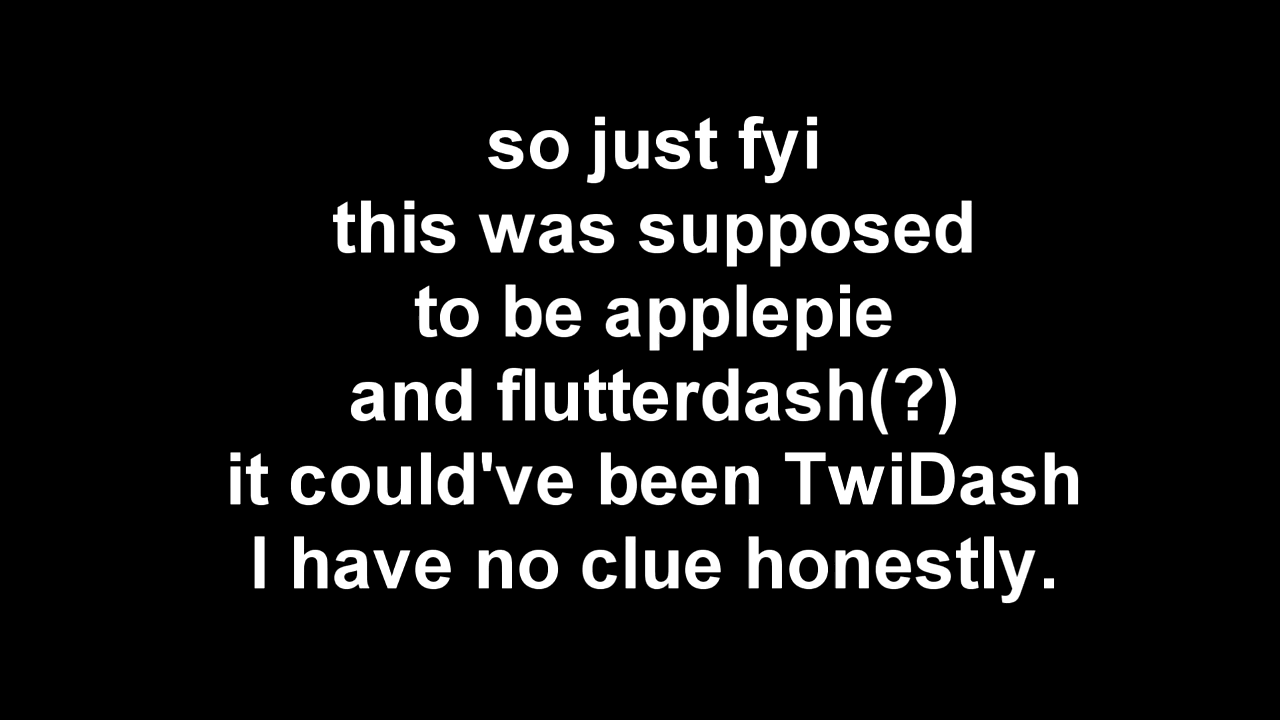 so just fyi
this was supposed
to be applepie
and flutterdash(?)
it could've been TwiDash
I have no clue honestly.